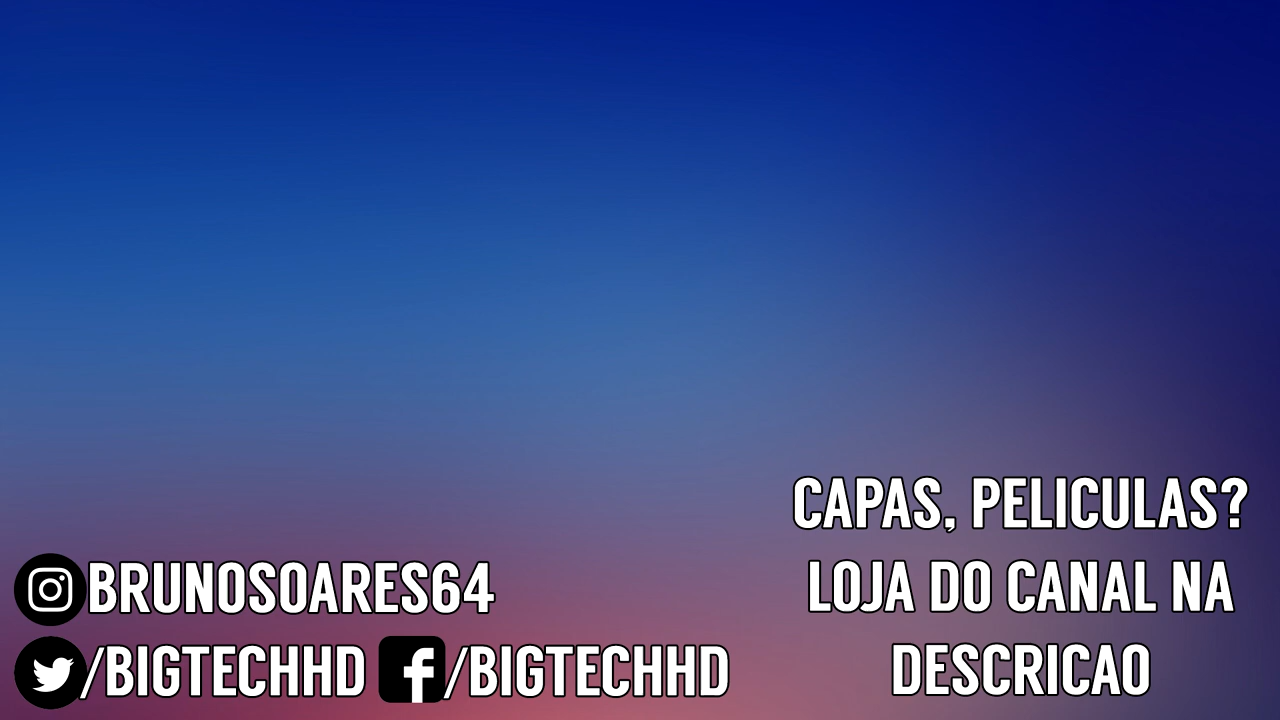 CAPAS, PELICULAS?
LOJA DO CANAL NA
DESCRICAO
BRUNOSOARES64
/BIGTECHHD /BIGTECHHD